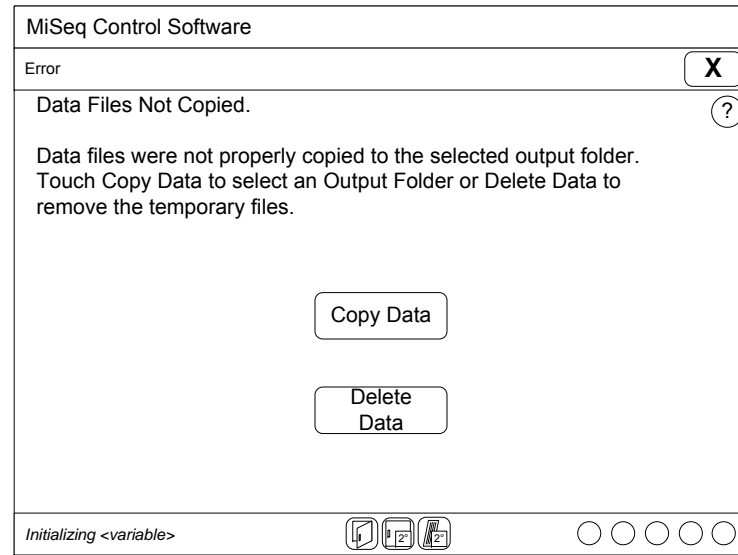 MiSeq Control Software
Error
X
Data Files Not Copied.
?
Data files were not properly copied to the selected output folder.
Touch Copy Data to select an Output Folder or Delete Data to
remove the temporary files.
Copy Data
Delete
Data
Initializing <variable>
2° 2°